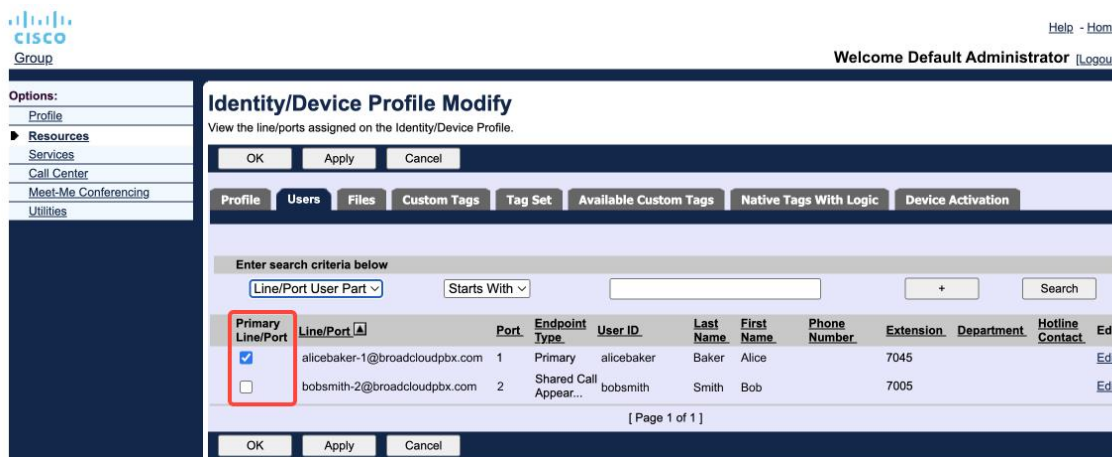 CISCO
Help - Hom
Group
Welcome Default Administrator [Logou
Options:
Profile
Resources
Services
Call Center
Meet-Me Conferencing
Utilities
Identity/Device Profile Modify
View the line/ports assigned on the Identity/Device Profile.
OK Apply Cancel
Profile Users Files Custom Tags Tag Set Available Custom Tags Native Tags With Logic Device Activation
Enter search criteria below
Line/Port User Part Starts With + Search
Primary Line/Port Line/Port Port Endpoint Type User ID Last Name First Name Phone Number Extension Department Hotline Contact Ed
alicebaker-1@broadcloudpbx.com 1 Primary alicebaker Baker Alice 7045 Ed
bobsmith-2@broadcloudpbx.com 2 Shared Call Appear... bobsmith Smith Bob 7005 Ed
[ Page 1 of 1 ]
OK Apply Cancel